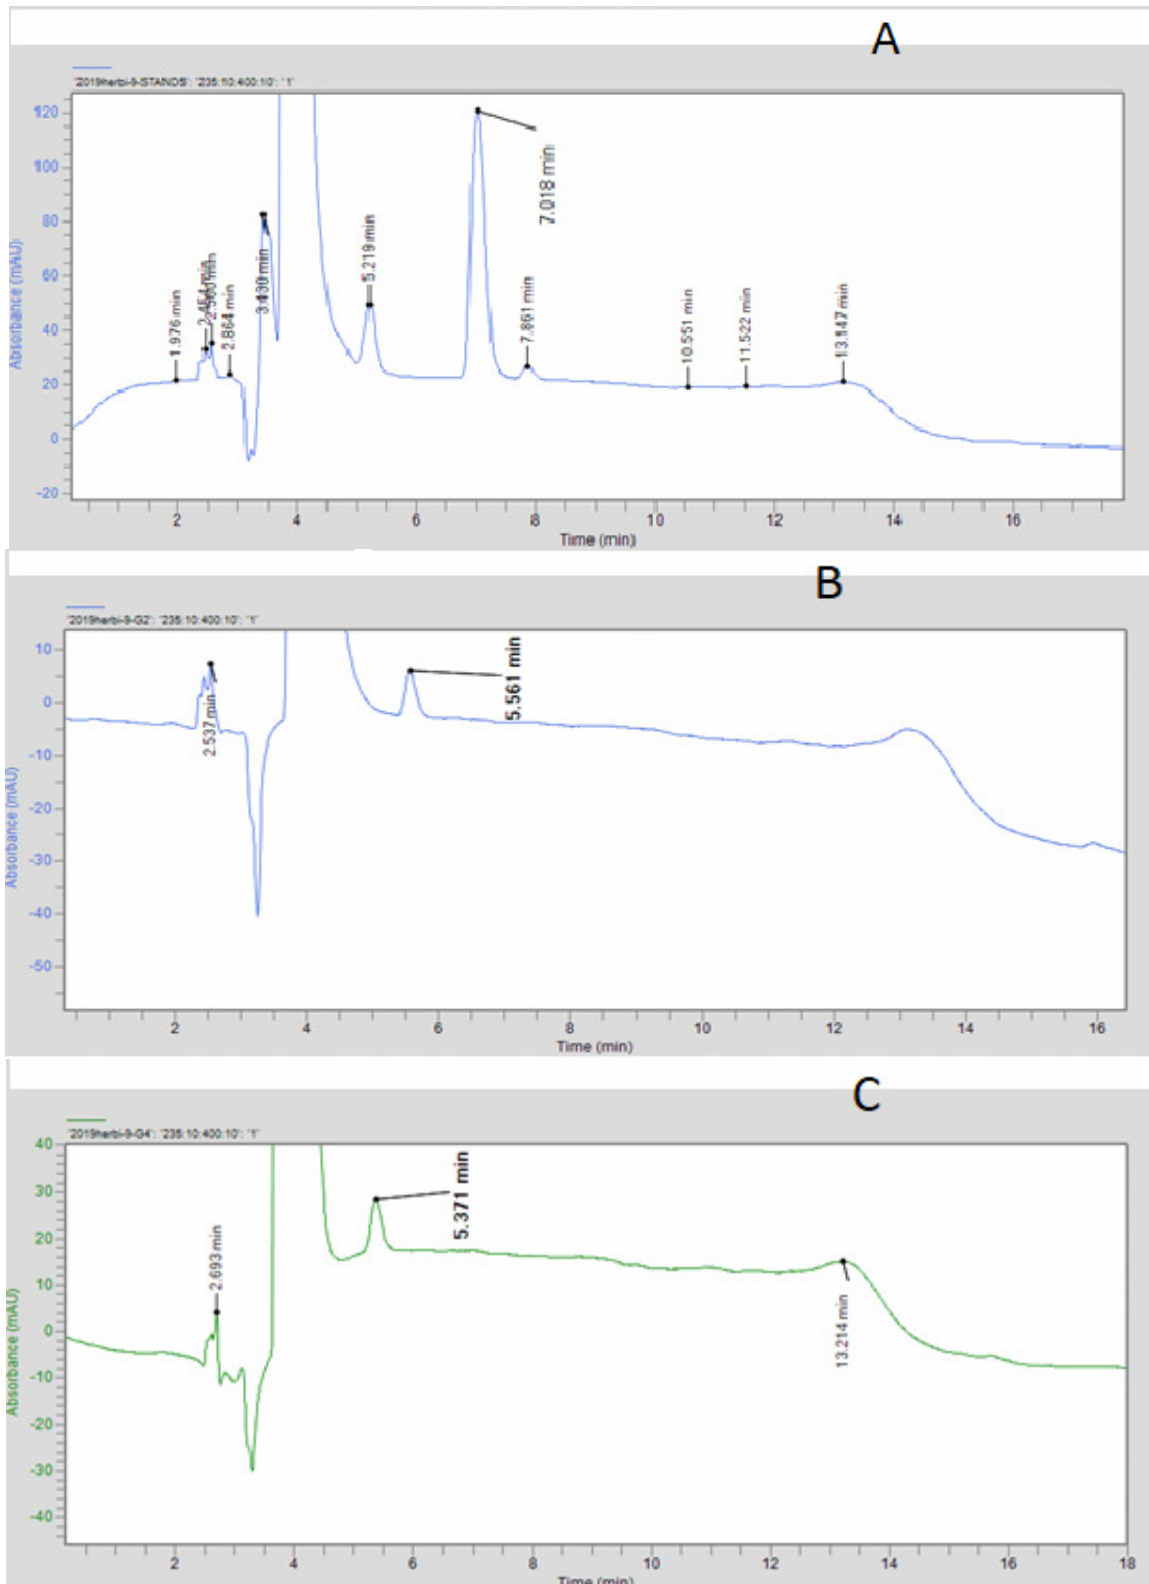 A
'2019herbi-9-STANDS': '235:10:400:10': '1'
Absorbance (mAU)
120
100
80
60
40
20
0
-20
1.976 min
2.864 min
5.219 min
7.018 min
7.861 min
10.551 min
11.522 min
13.147 min
2 4 6 8 10 12 14 16
Time (min)
B
'2019herbi-9-G2': '235:10:400:10': '1'
Absorbance (mAU)
10
0
-10
-20
-30
-40
-50
2.537 min
5.561 min
2 4 6 8 10 12 14 16
Time (min)
C
'2019herbi-9-G4': '235:10:400:10': '1'
Absorbance (mAU)
40
30
20
10
0
-10
-20
-30
-40
2.693 min
5.371 min
13.214 min
2 4 6 8 10 12 14 16 18
Time (min)